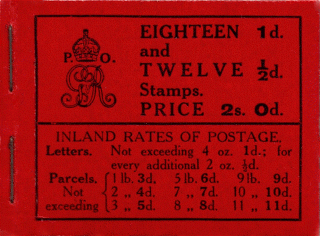 EIGHTEEN 1d.
P. O.
and
TWELVE ½d.
Stamps.
PRICE 2s. 0d.
INLAND RATES OF POSTAGE.
Letters. Not exceeding 4 oz. 1d.; for
every additional 2 oz. ½d.
Parcels. 1 lb. 3d. 5 lb. 6d. 9 lb. 9d.
Not 2 ,, 4d. 7 ,, 7d. 10 ,, 10d.
exceeding 3 ,, 5d. 8 ,, 8d. 11 ,, 11d.